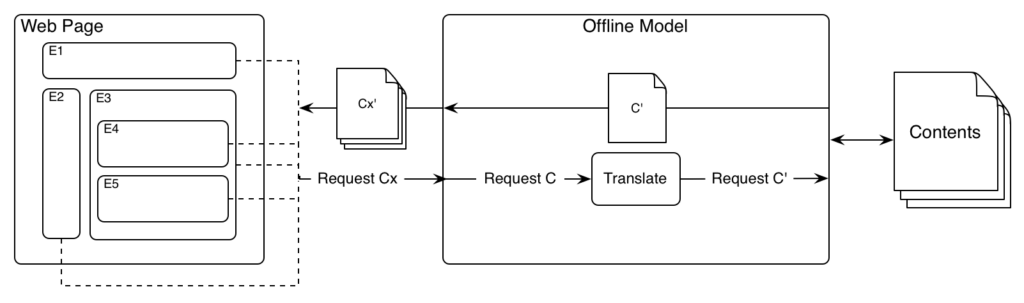 Web Page
E1
E2
E3
E4
E5
Cx'
Request Cx
Offline Model
C'
Request C
Translate
Request C'
Contents